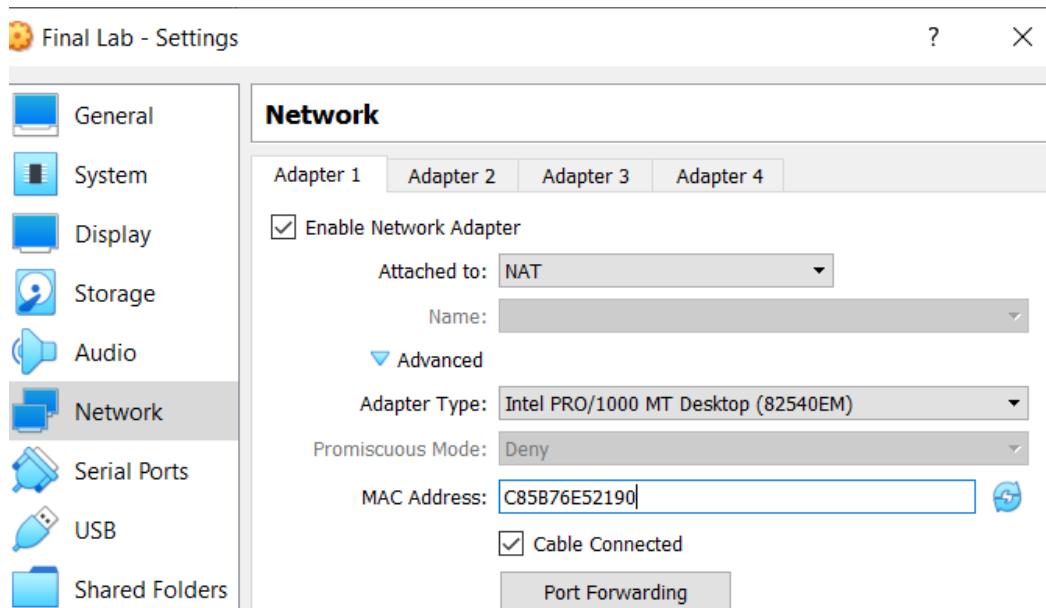 Final Lab - Settings
?
General
System
Display
Storage
Audio
Network
Serial Ports
USB
Shared Folders
Network
Adapter 1 Adapter 2 Adapter 3 Adapter 4
Enable Network Adapter
Attached to: NAT
Name:
Advanced
Adapter Type: Intel PRO/1000 MT Desktop (82540EM)
Promiscuous Mode: Deny
MAC Address: C85B76E52190
Cable Connected
Port Forwarding